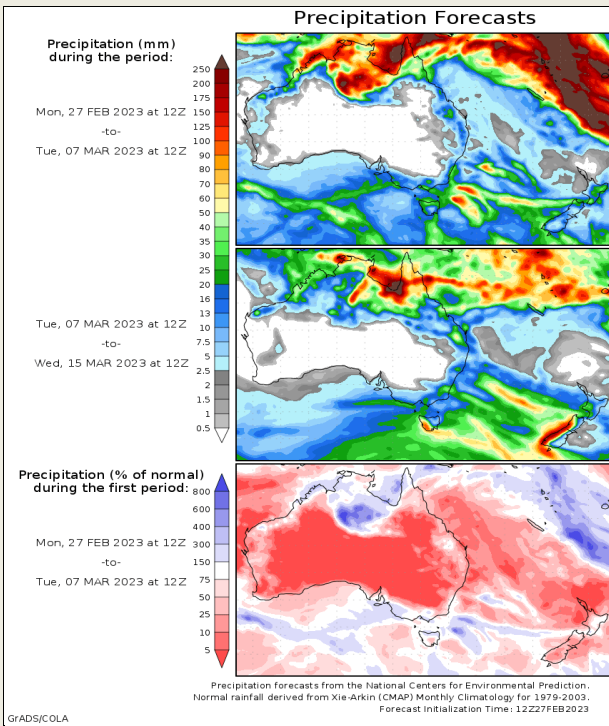 Precipitation Forecasts
Precipitation (mm)
during the period:
Mon, 27 FEB 2023 at 12Z
-to-
Tue, 07 MAR 2023 at 12Z
250
200
175
150
125
100
90
80
70
60
50
40
35
30
25
20
16
13
10
7.5
5
2.5
2
1.5
1
0.5
Tue, 07 MAR 2023 at 12Z
-to-
Wed, 15 MAR 2023 at 12Z
Precipitation (% of normal)
during the first period:
Mon, 27 FEB 2023 at 12Z
-to-
Tue, 07 MAR 2023 at 12Z
800
600
400
300
150
75
50
25
10
5
Precipitation forecasts from the National Centers for Environmental Prediction.
Normal rainfall derived from Xie-Arkin (CMAP) Monthly Climatology for 1979-2003.
Forecast Initialization Time: 12Z27FEB2023
GrADS/COLA